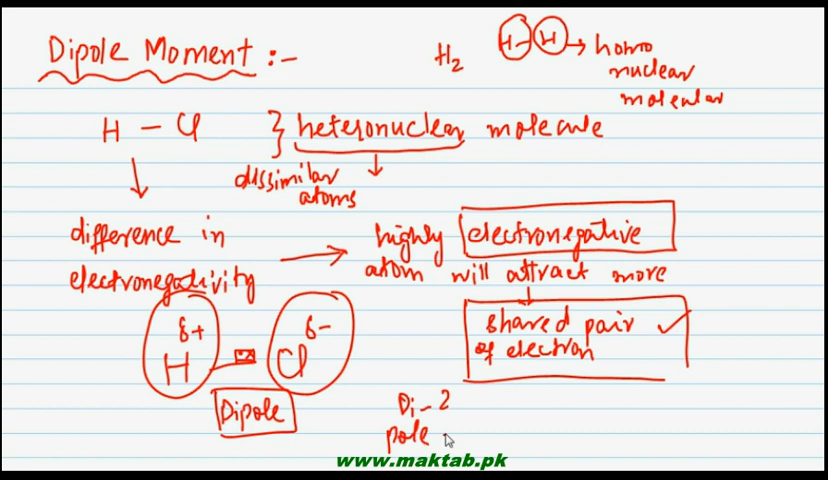 Dipole Moment :-
H2
H-H → homo
nuclear
molecular
H - Cl } heteronuclear molecule
dissimilar
atoms
difference in
electronegativity
highly electronegative
atom will attract more
shared pair
of electron
δ+ δ-
H Cl
Dipole
Di - 2
pole
www.maktab.pk